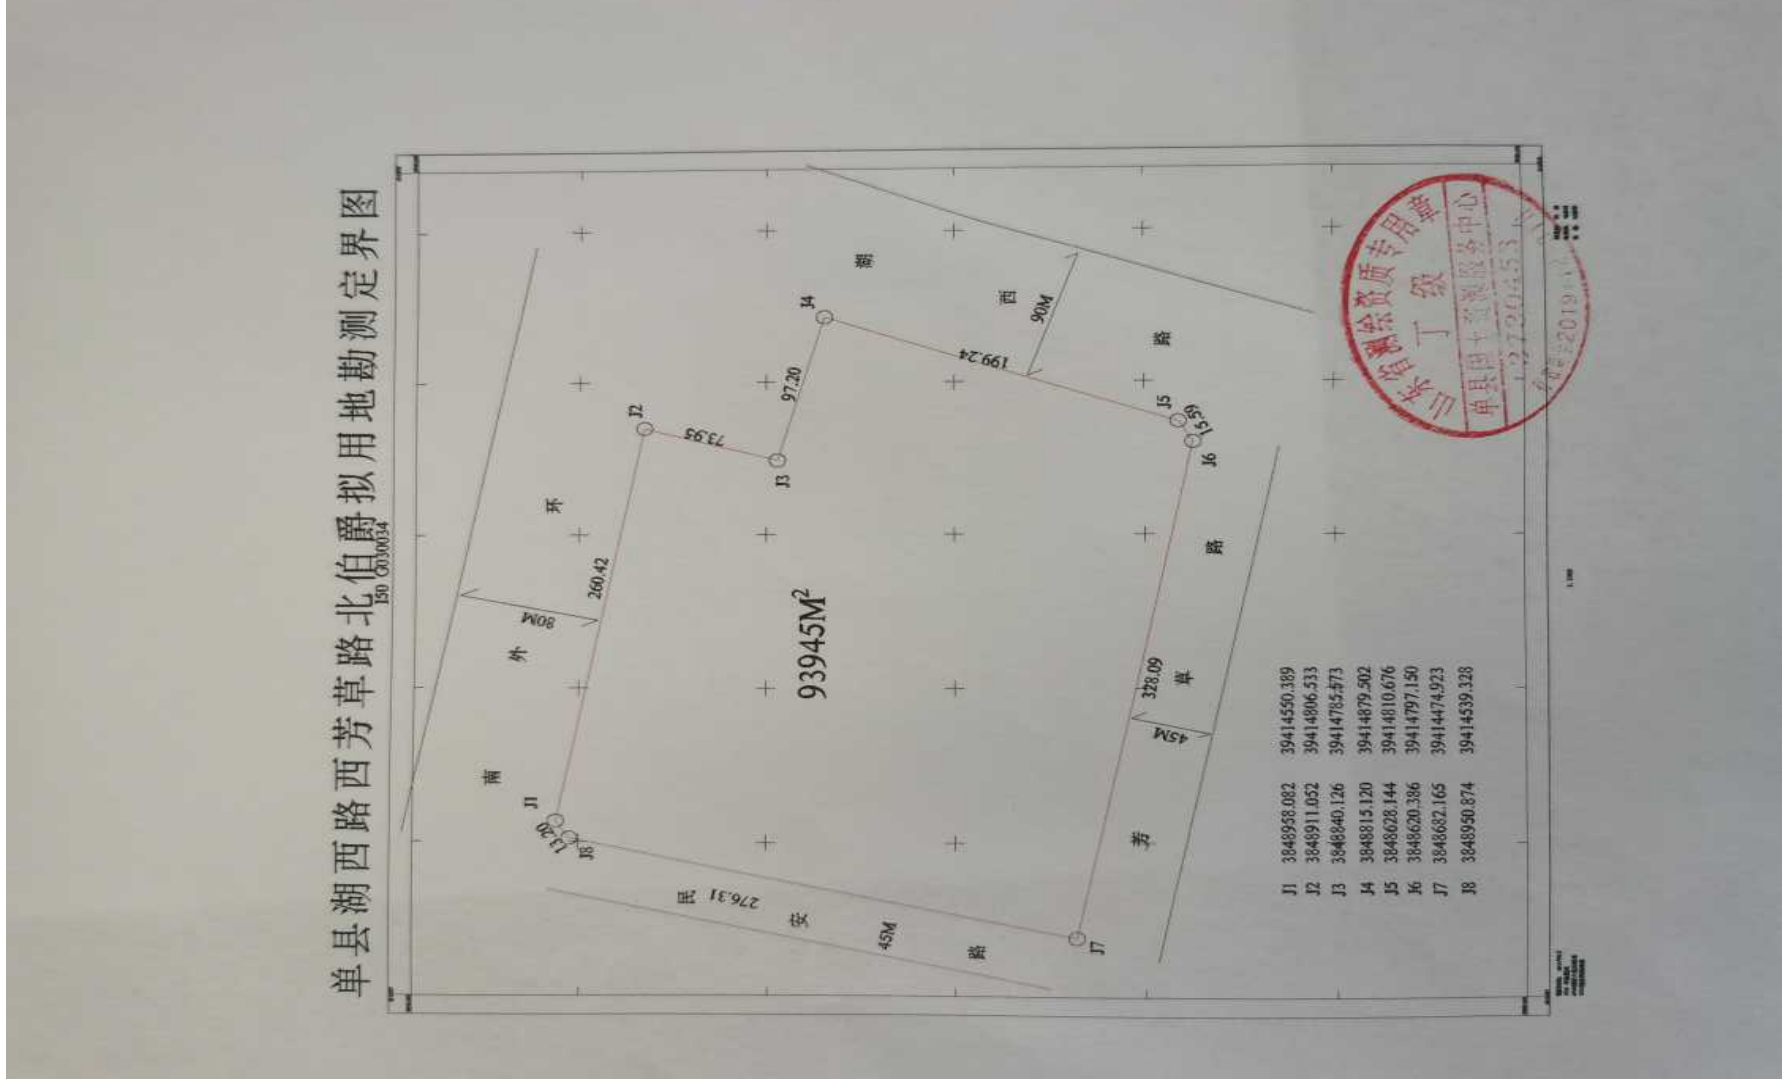 单县湖西路西芳草路北伯爵拟用地勘测定界图
I50 G030034
南 外 环
80M
湖 西 路
90M
民 安 路
45M
芳 草 路
45M
J1
J2
J3
J4
J5
J6
J7
J8
13.20
260.42
73.95
97.20
199.24
15.59
328.09
276.31
93945M²
J1 3848958.082 39414550.389
J2 3848911.052 39414806.533
J3 3848840.126 39414785.573
J4 3848815.120 39414879.502
J5 3848628.144 39414810.676
J6 3848620.386 39414797.150
J7 3848682.165 39414474.923
J8 3848950.874 39414539.328
山东省测绘资质专用章
丁级
单县国土资源服务中心